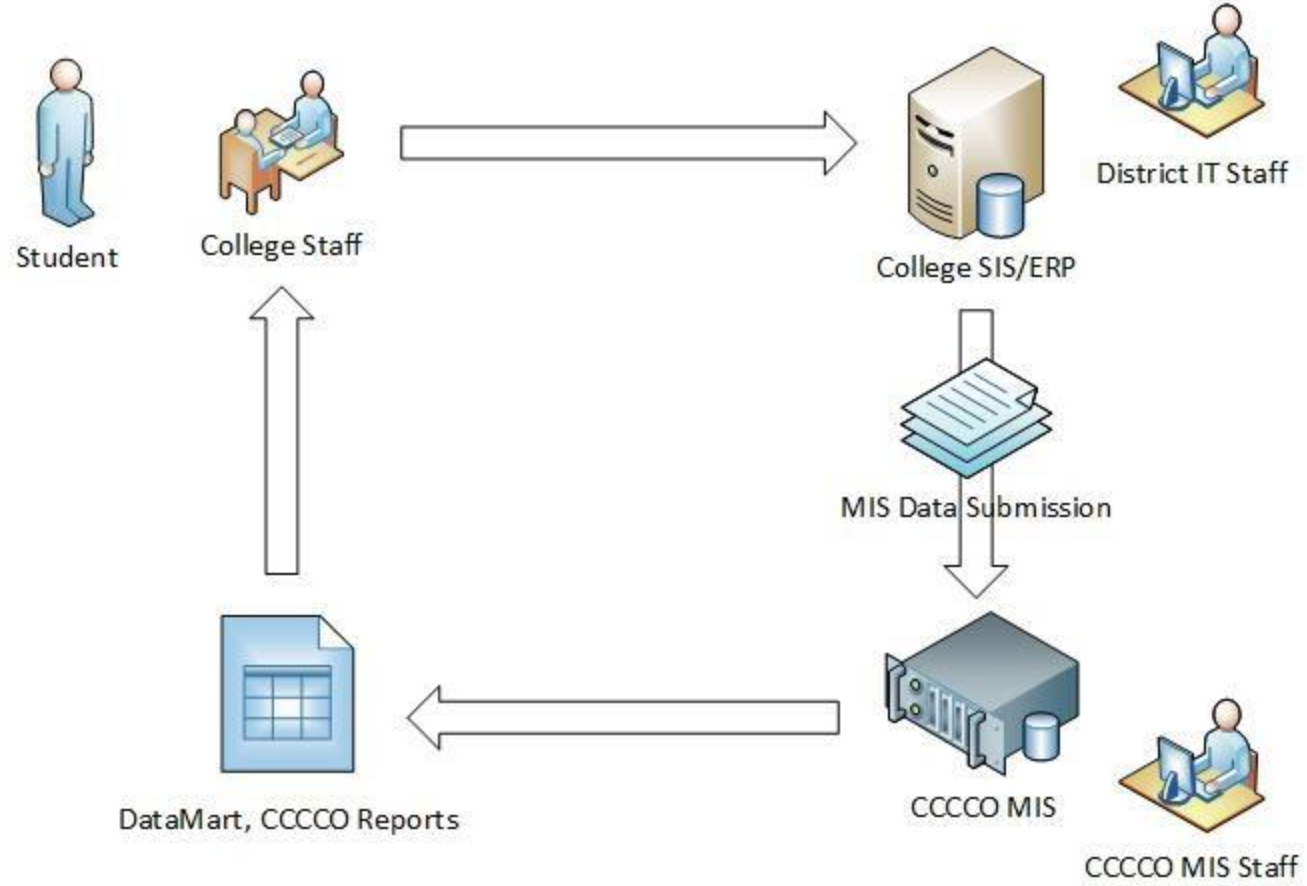 District IT Staff
Student
College Staff
College SIS/ERP
MIS Data Submission
DataMart, CCCCO Reports
CCCCO MIS
CCCCO MIS Staff